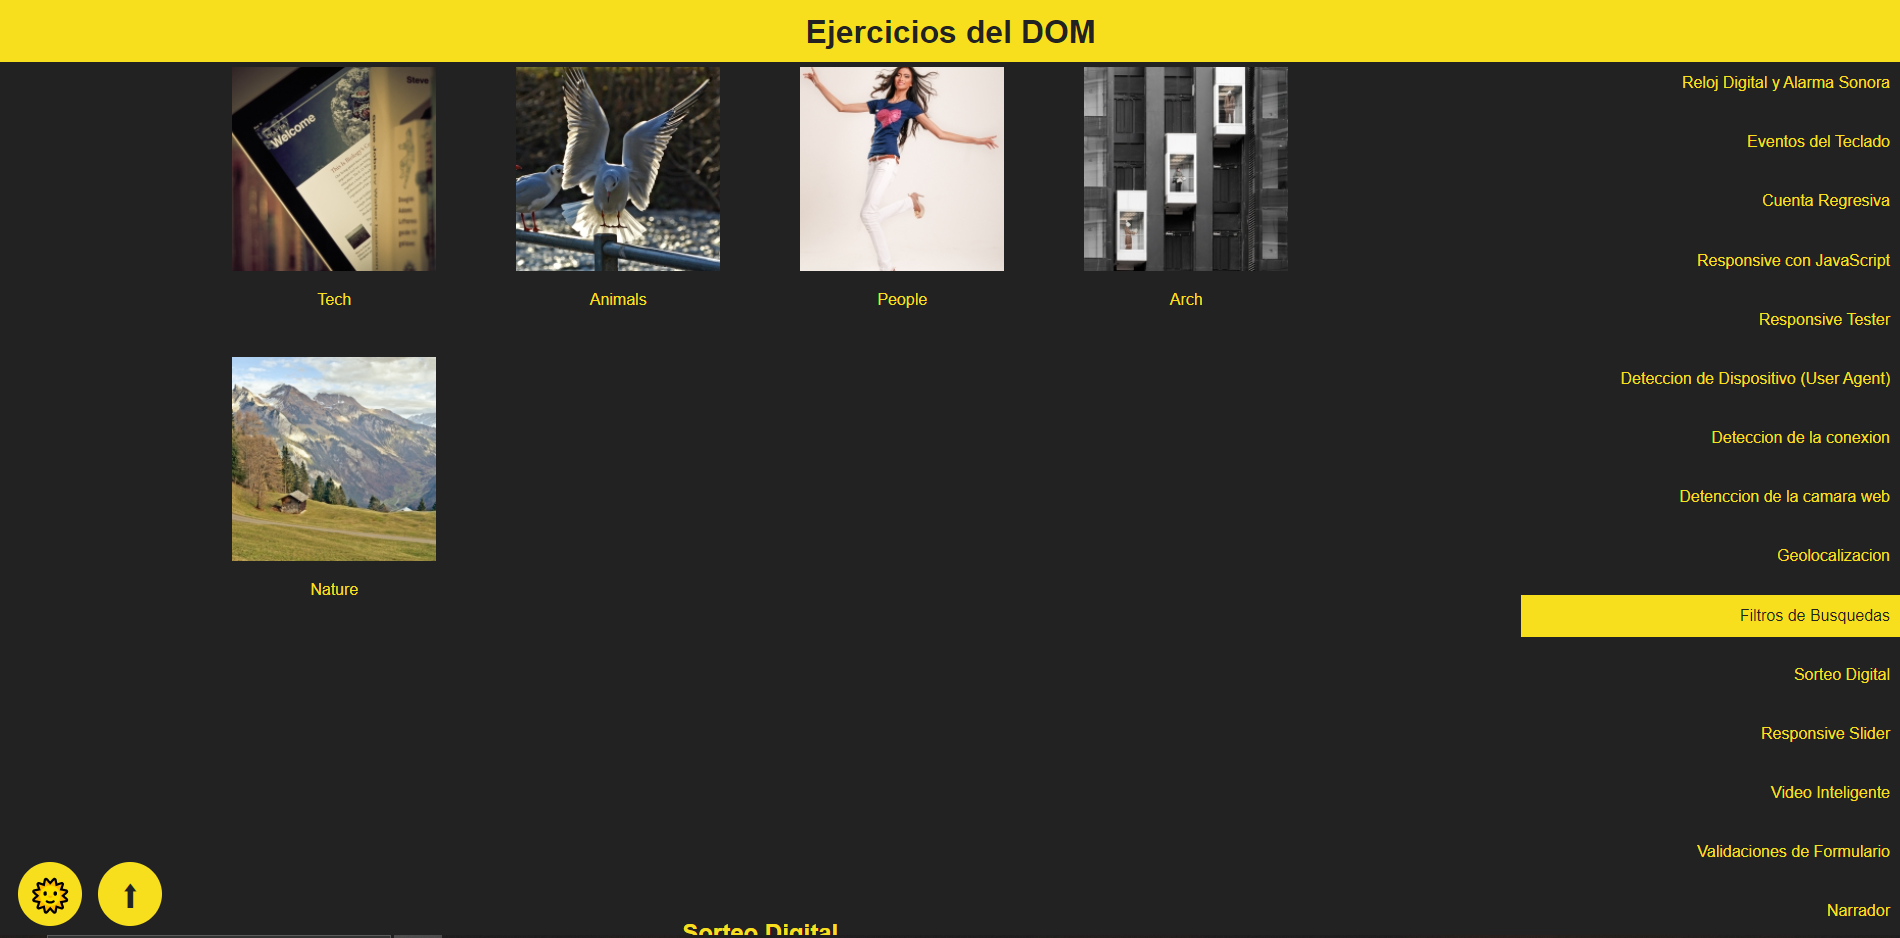 Ejercicios del DOM
Steve
Welcome
Tech
Animals
People
Arch
Nature
Reloj Digital y Alarma Sonora
Eventos del Teclado
Cuenta Regresiva
Responsive con JavaScript
Responsive Tester
Deteccion de Dispositivo (User Agent)
Deteccion de la conexion
Detenccion de la camara web
Geolocalizacion
Filtros de Busquedas
Sorteo Digital
Responsive Slider
Video Inteligente
Validaciones de Formulario
Narrador
Sorteo Digital